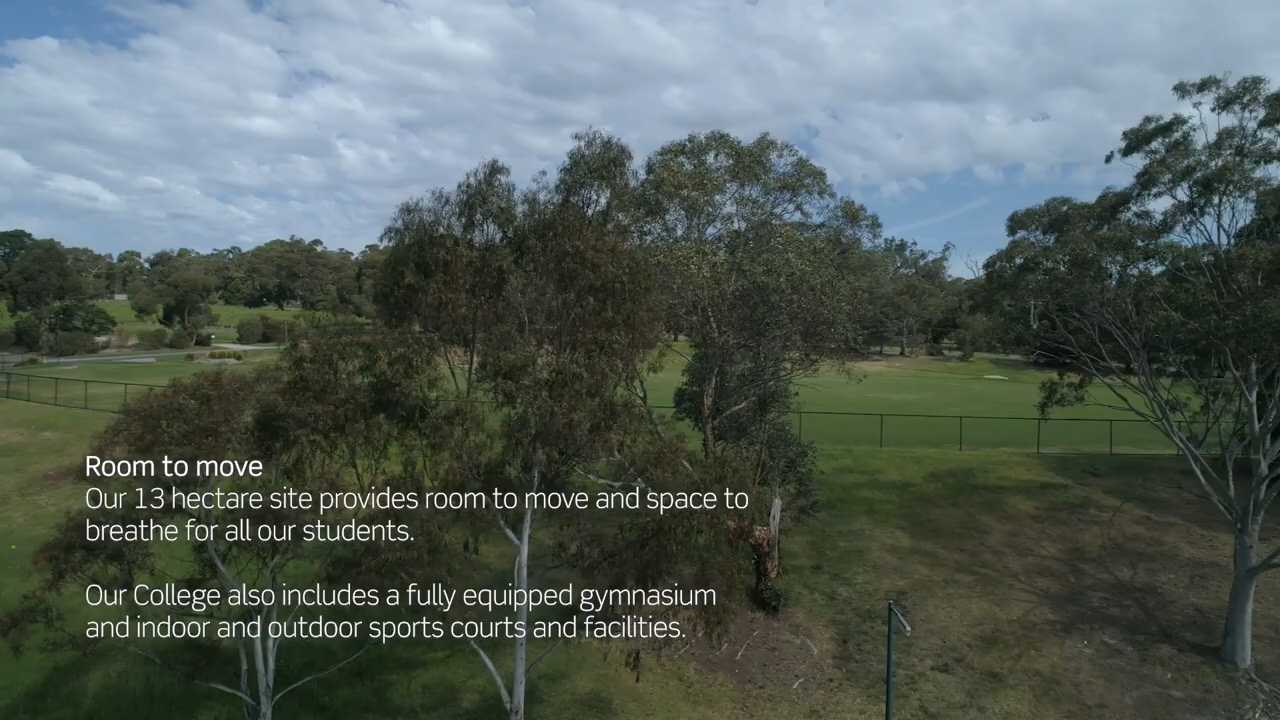 Room to move
Our 13 hectare site provides room to move and space to
breathe for all our students.
Our College also includes a fully equipped gymnasium
and indoor and outdoor sports courts and facilities.